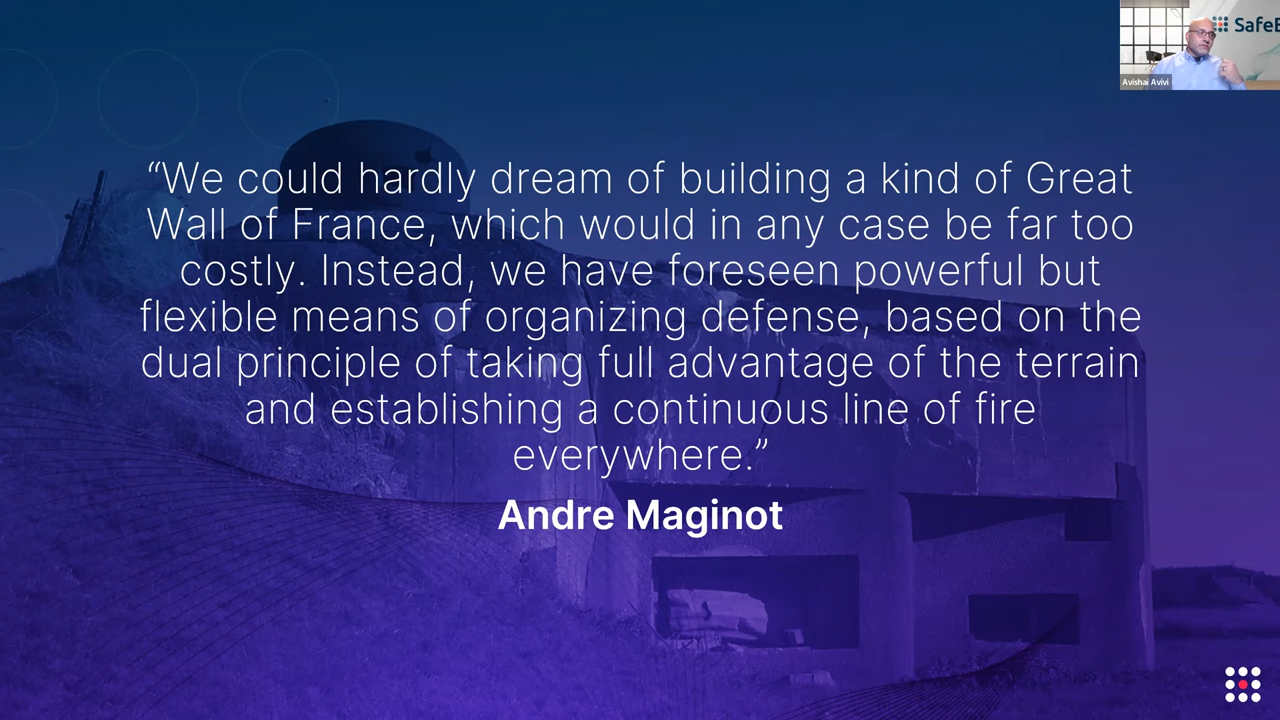 SafeB
Avishai Avivi
“We could hardly dream of building a kind of Great
Wall of France, which would in any case be far too
costly. Instead, we have foreseen powerful but
flexible means of organizing defense, based on the
dual principle of taking full advantage of the terrain
and establishing a continuous line of fire
everywhere.”
Andre Maginot